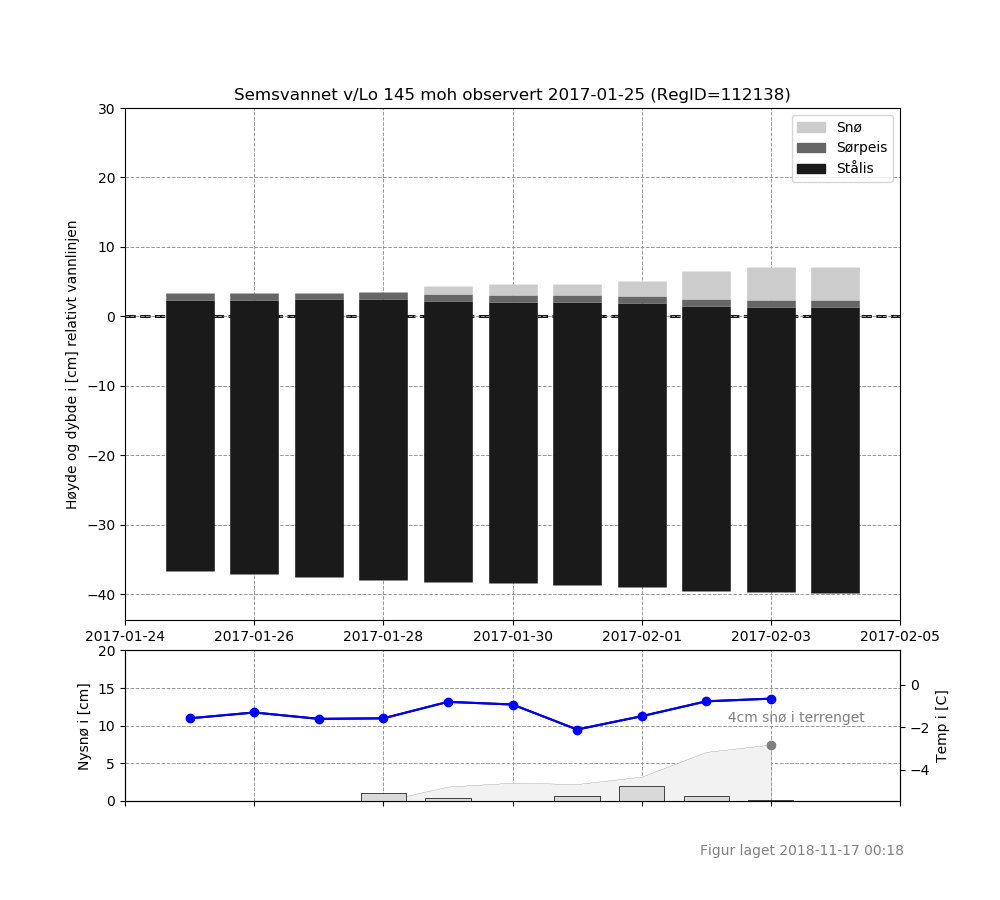 Semsvannet v/Lo 145 moh observert 2017-01-25 (RegID=112138)
Snø
Sørpeis
Stålis
Høyde og dybde i [cm] relativt vannlinjen
30
20
10
0
−10
−20
−30
−40
2017-01-24 2017-01-26 2017-01-28 2017-01-30 2017-02-01 2017-02-03 2017-02-05
Nysnø i [cm]
20
15
10
5
0
4cm snø i terrenget
0
−2
−4
Temp i [C]
Figur laget 2018-11-17 00:18